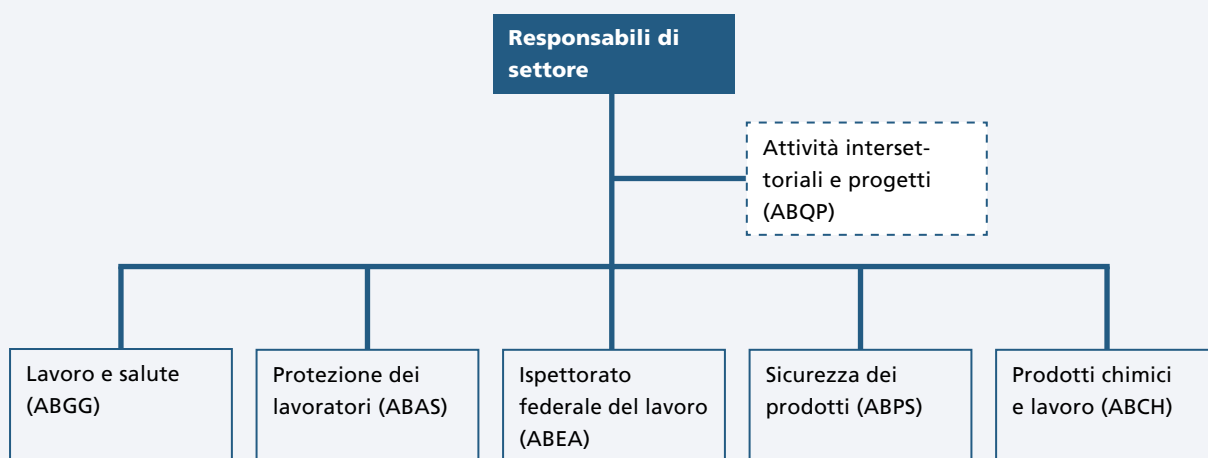 Responsabili di
settore
Attività interset-
toriali e progetti
(ABQP)
Lavoro e salute
(ABGG)
Protezione dei
lavoratori (ABAS)
Ispettorato
federale del lavoro
(ABEA)
Sicurezza dei
prodotti (ABPS)
Prodotti chimici
e lavoro (ABCH)